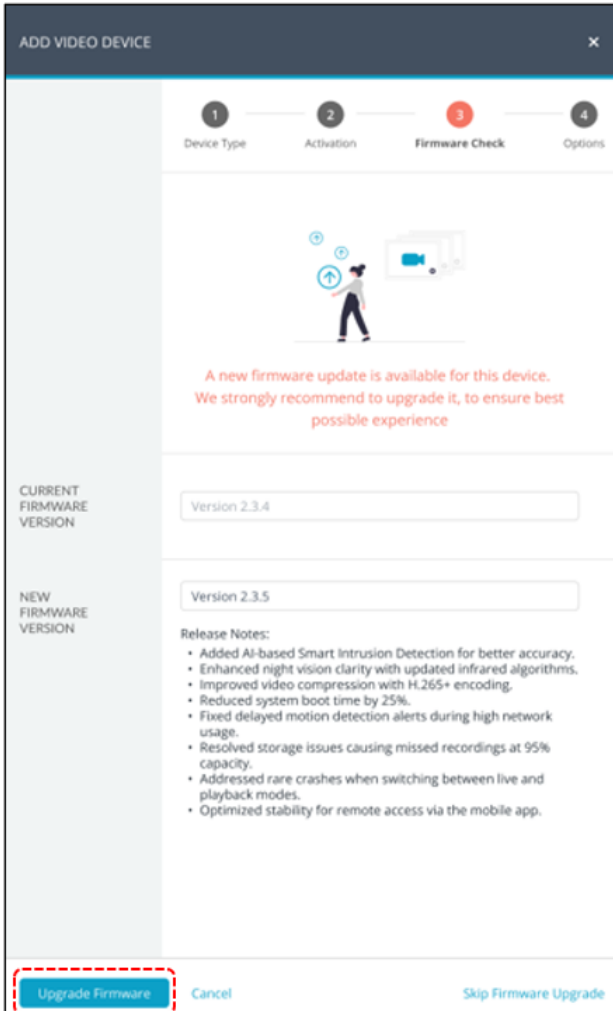 ADD VIDEO DEVICE ×
1 2 3 4
Device Type Activation Firmware Check Options
A new firmware update is available for this device.
We strongly recommend to upgrade it, to ensure best
possible experience
CURRENT
FIRMWARE
VERSION
Version 2.3.4
NEW
FIRMWARE
VERSION
Version 2.3.5
Release Notes:
• Added AI-based Smart Intrusion Detection for better accuracy.
• Enhanced night vision clarity with updated infrared algorithms.
• Improved video compression with H.265+ encoding.
• Reduced system boot time by 25%.
• Fixed delayed motion detection alerts during high network
usage.
• Resolved storage issues causing missed recordings at 95%
capacity.
• Addressed rare crashes when switching between live and
playback modes.
• Optimized stability for remote access via the mobile app.
Upgrade Firmware Cancel Skip Firmware Upgrade